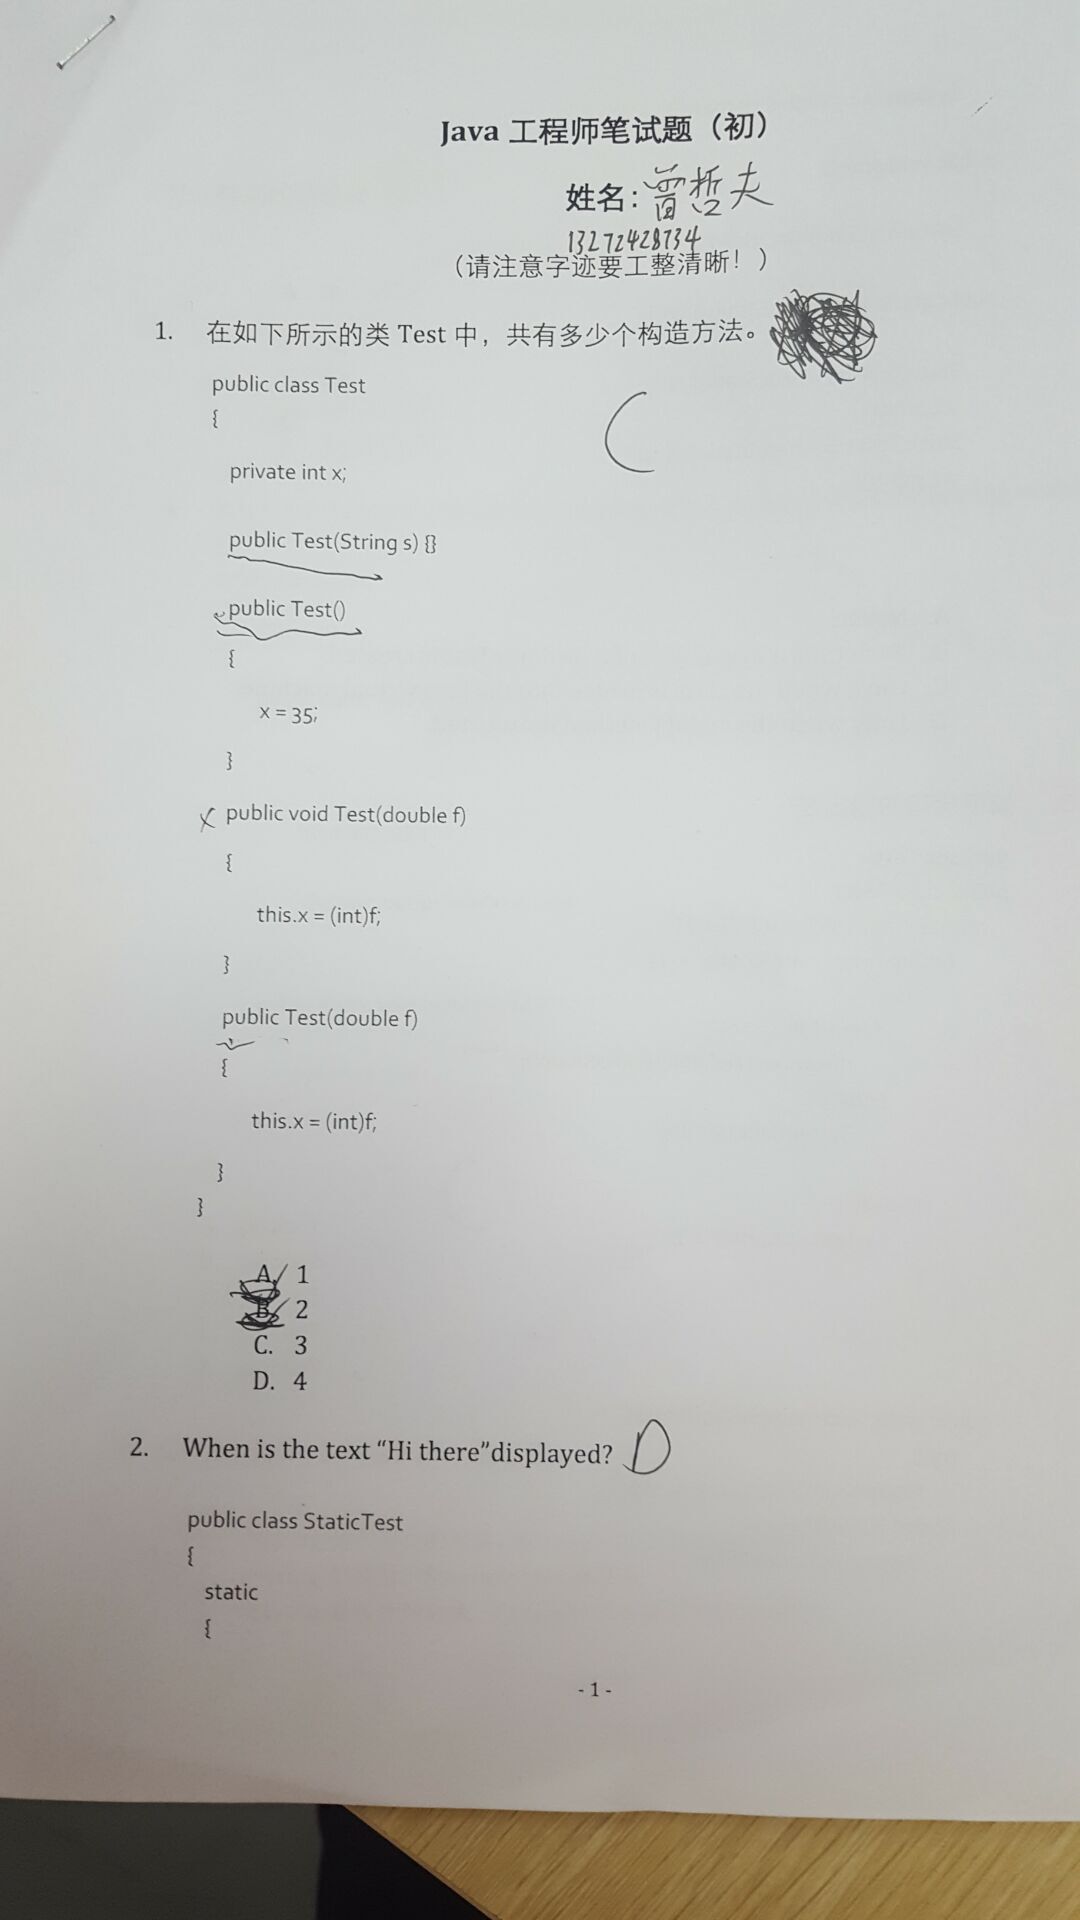 Java 工程师笔试题（初）
姓名：曾哲夫
13272428734
（请注意字迹要工整清晰！）
1. 在如下所示的类 Test 中，共有多少个构造方法。
C
public class Test
{
private int x;
public Test(String s) {}
public Test()
{
x = 35;
}
x public void Test(double f)
{
this.x = (int)f;
}
public Test(double f)
{
this.x = (int)f;
}
}
A. 1
B. 2
C. 3
D. 4
2. When is the text “Hi there”displayed? D
public class StaticTest
{
static
{
- 1 -